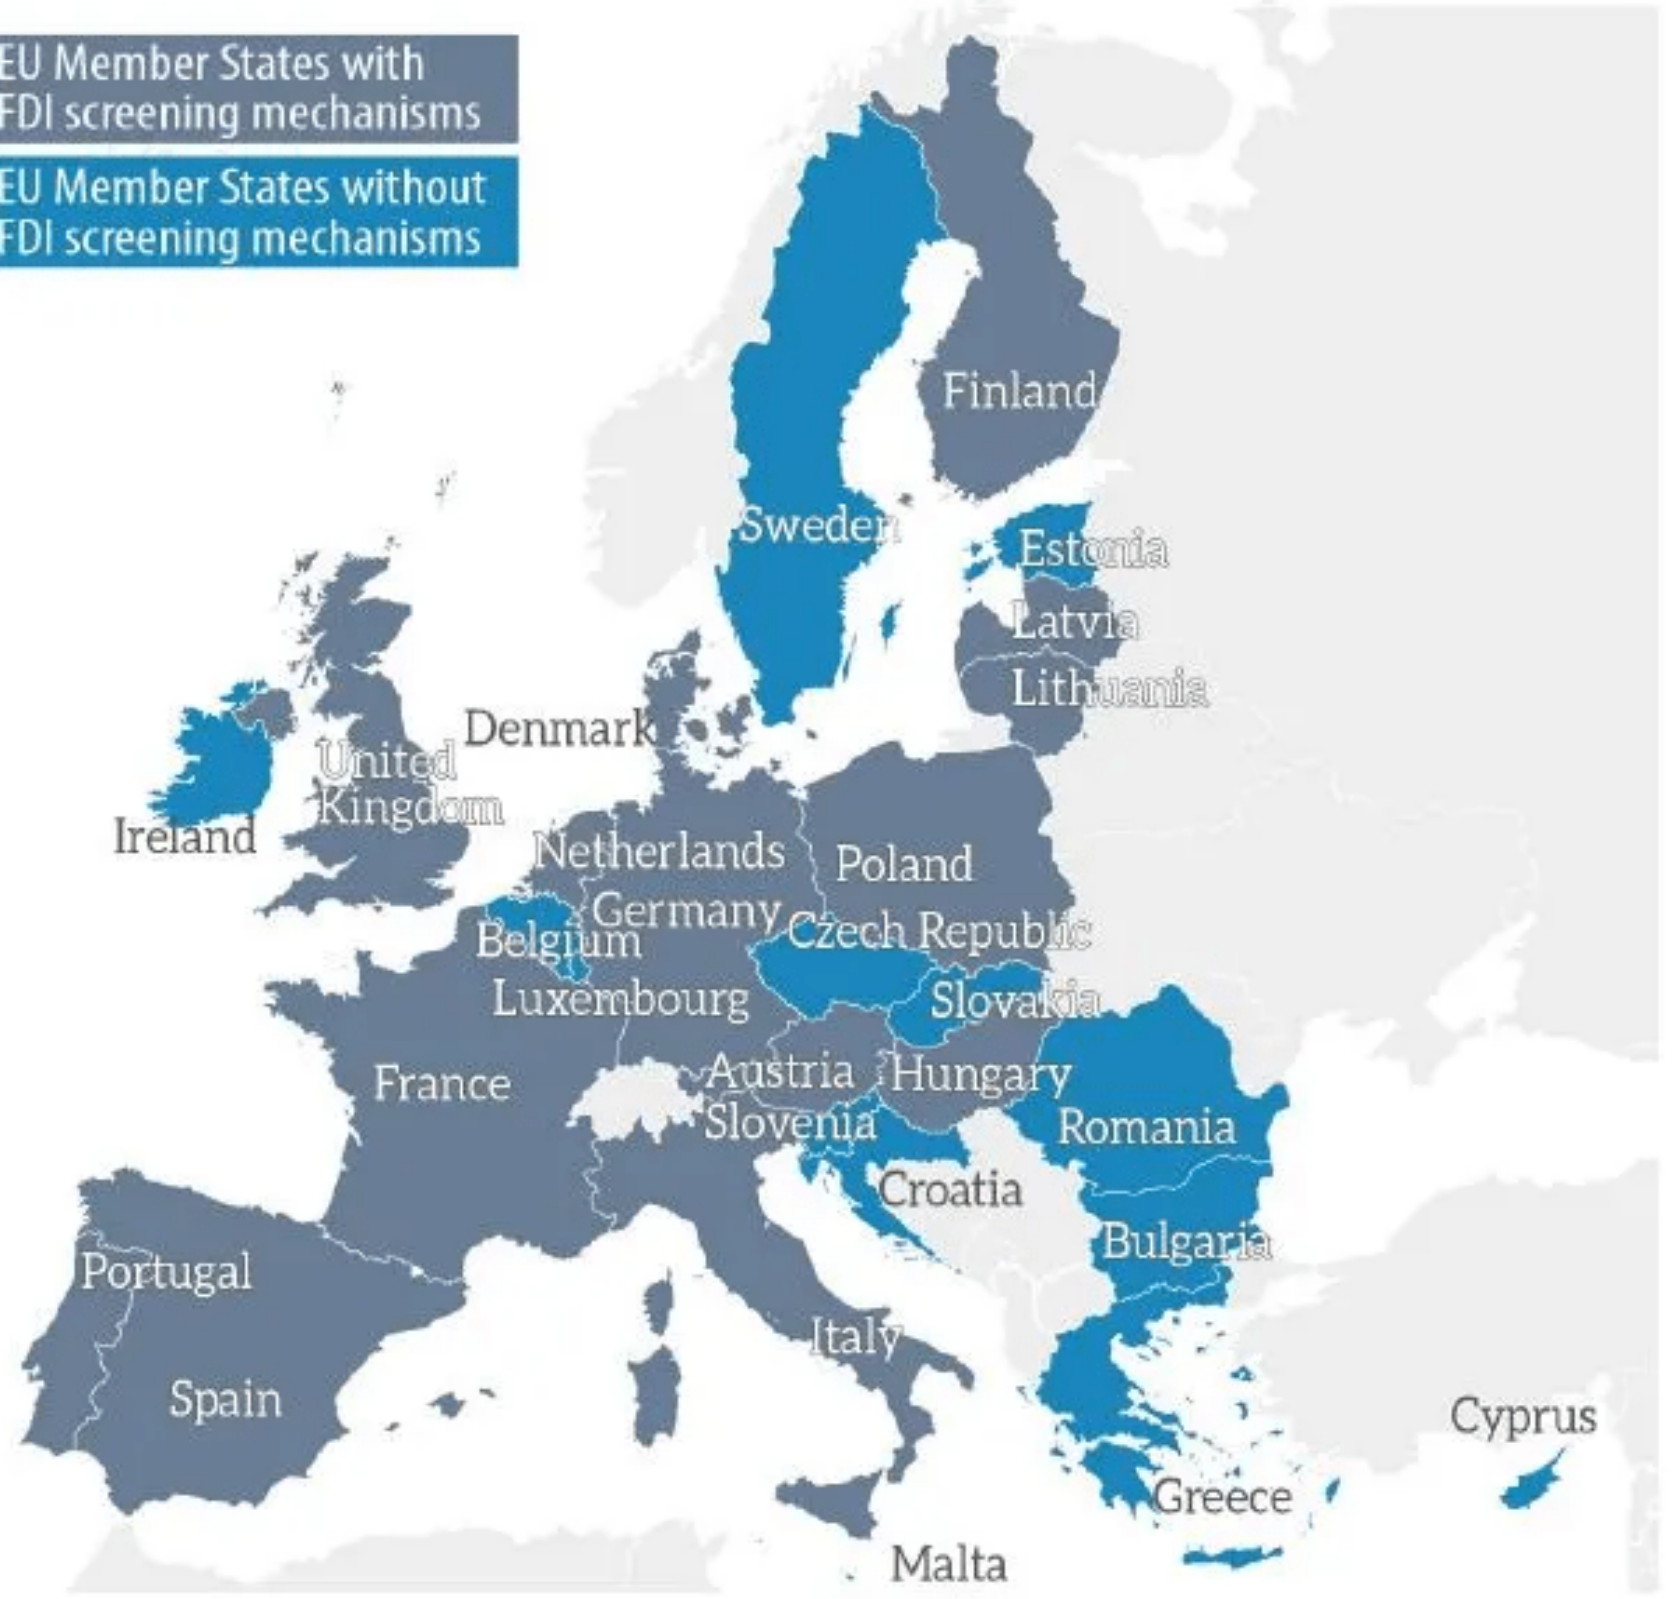 EU Member States with
FDI screening mechanisms
EU Member States without
FDI screening mechanisms
Finland
Sweden
Estonia
Latvia
Lithuania
Denmark
United
Kingdom
Ireland
Netherlands
Poland
Germany
Czech Republic
Belgium
Luxembourg
Slovakia
France
Austria
Hungary
Slovenia
Romania
Croatia
Bulgaria
Portugal
Italy
Spain
Cyprus
Greece
Malta